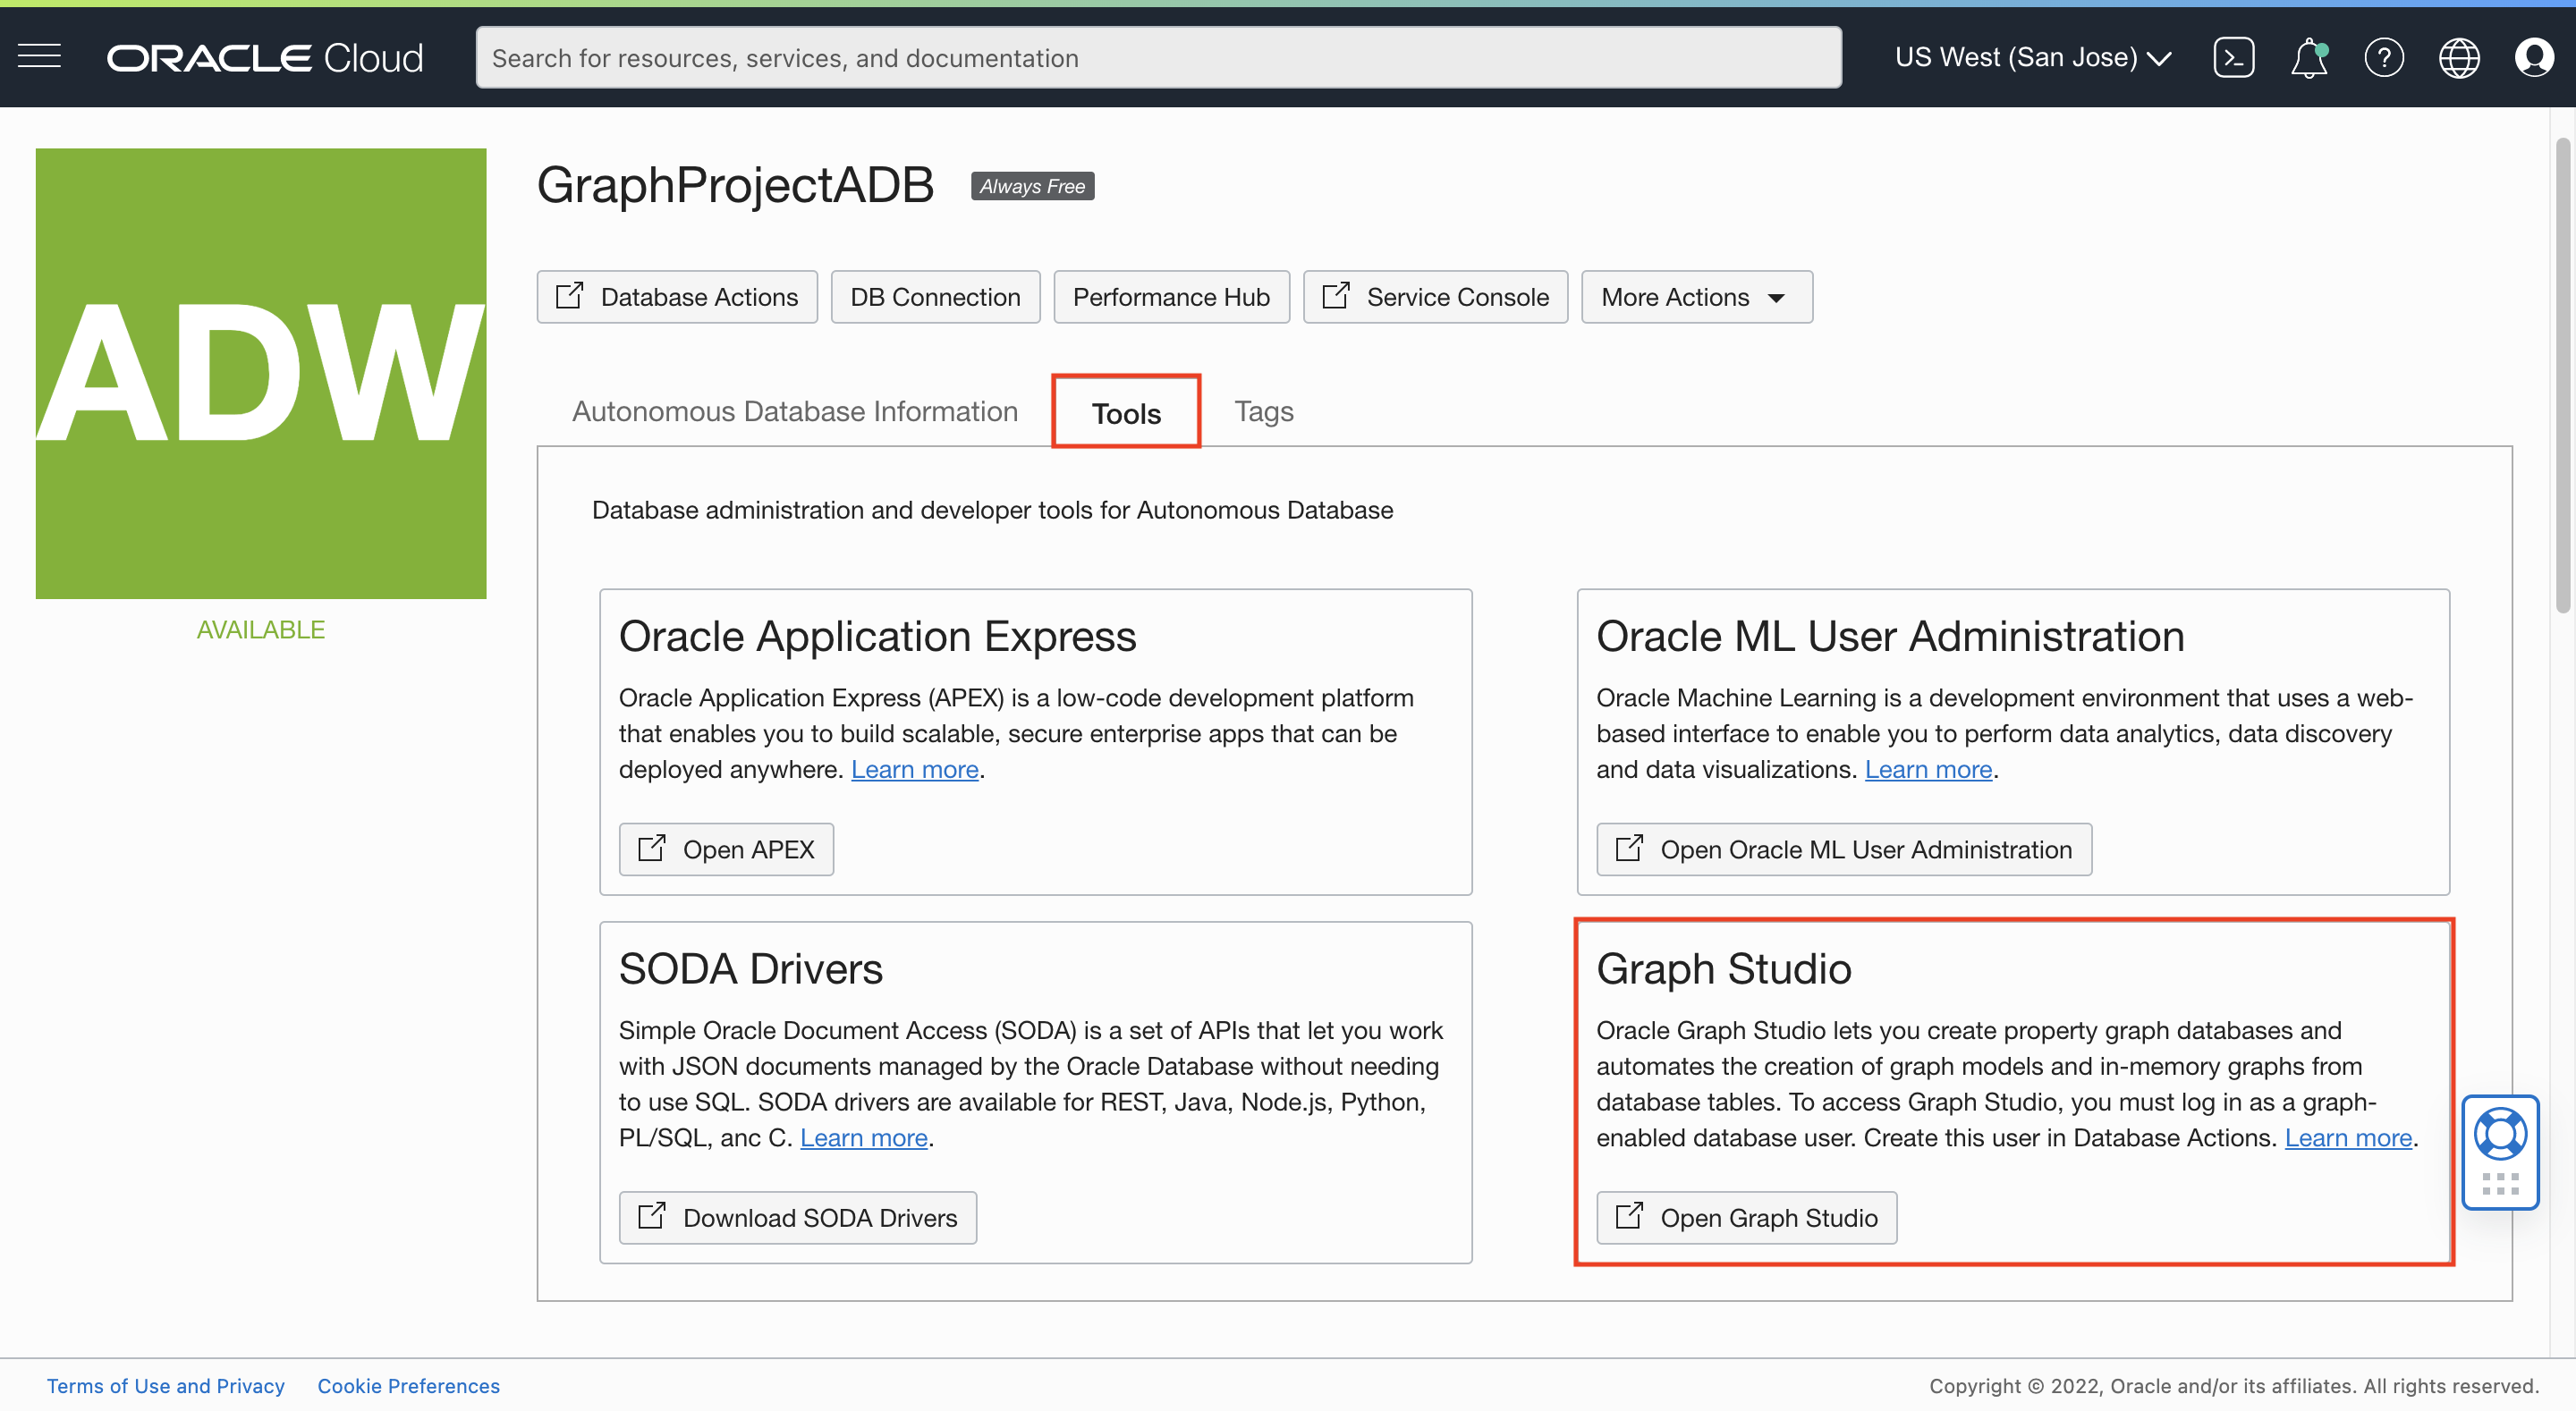 ORACLE Cloud
Search for resources, services, and documentation
US West (San Jose)
ADW
AVAILABLE
GraphProjectADB
Always Free
Database Actions
DB Connection
Performance Hub
Service Console
More Actions
Autonomous Database Information
Tools
Tags
Database administration and developer tools for Autonomous Database
Oracle Application Express
Oracle Application Express (APEX) is a low-code development platform
that enables you to build scalable, secure enterprise apps that can be
deployed anywhere. Learn more.
Open APEX
Oracle ML User Administration
Oracle Machine Learning is a development environment that uses a web-
based interface to enable you to perform data analytics, data discovery
and data visualizations. Learn more.
Open Oracle ML User Administration
SODA Drivers
Simple Oracle Document Access (SODA) is a set of APIs that let you work
with JSON documents managed by the Oracle Database without needing
to use SQL. SODA drivers are available for REST, Java, Node.js, Python,
PL/SQL, anc C. Learn more.
Download SODA Drivers
Graph Studio
Oracle Graph Studio lets you create property graph databases and
automates the creation of graph models and in-memory graphs from
database tables. To access Graph Studio, you must log in as a graph-
enabled database user. Create this user in Database Actions. Learn more.
Open Graph Studio
Terms of Use and Privacy
Cookie Preferences
Copyright © 2022, Oracle and/or its affiliates. All rights reserved.